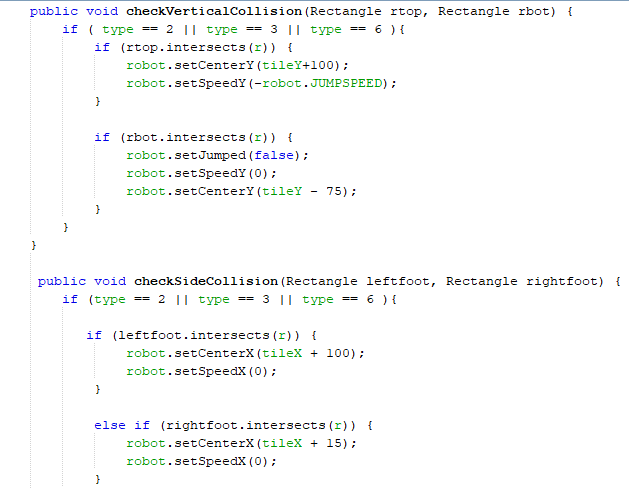 public void checkVerticalCollision(Rectangle rtop, Rectangle rbot) {
if ( type == 2 || type == 3 || type == 6 ){
if (rtop.intersects(r)) {
robot.setCenterY(tileY+100);
robot.setSpeedY(-robot.JUMPSPEED);
}
if (rbot.intersects(r)) {
robot.setJumped(false);
robot.setSpeedY(0);
robot.setCenterY(tileY - 75);
}
}
}
public void checkSideCollision(Rectangle leftfoot, Rectangle rightfoot) {
if (type == 2 || type == 3 || type == 6 ){
if (leftfoot.intersects(r)) {
robot.setCenterX(tileX + 100);
robot.setSpeedX(0);
}
else if (rightfoot.intersects(r)) {
robot.setCenterX(tileX + 15);
robot.setSpeedX(0);
}